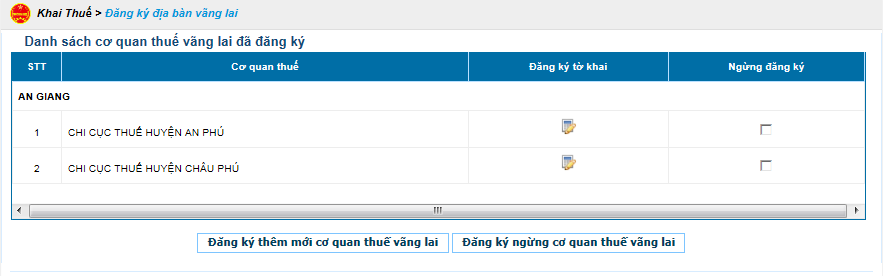 Khai Thuế > Đăng ký địa bàn vãng lai
Danh sách cơ quan thuế vãng lai đã đăng ký
STT Cơ quan thuế Đăng ký tờ khai Ngừng đăng ký
AN GIANG
1 CHI CỤC THUẾ HUYỆN AN PHÚ
2 CHI CỤC THUẾ HUYỆN CHÂU PHÚ
Đăng ký thêm mới cơ quan thuế vãng lai Đăng ký ngừng cơ quan thuế vãng lai